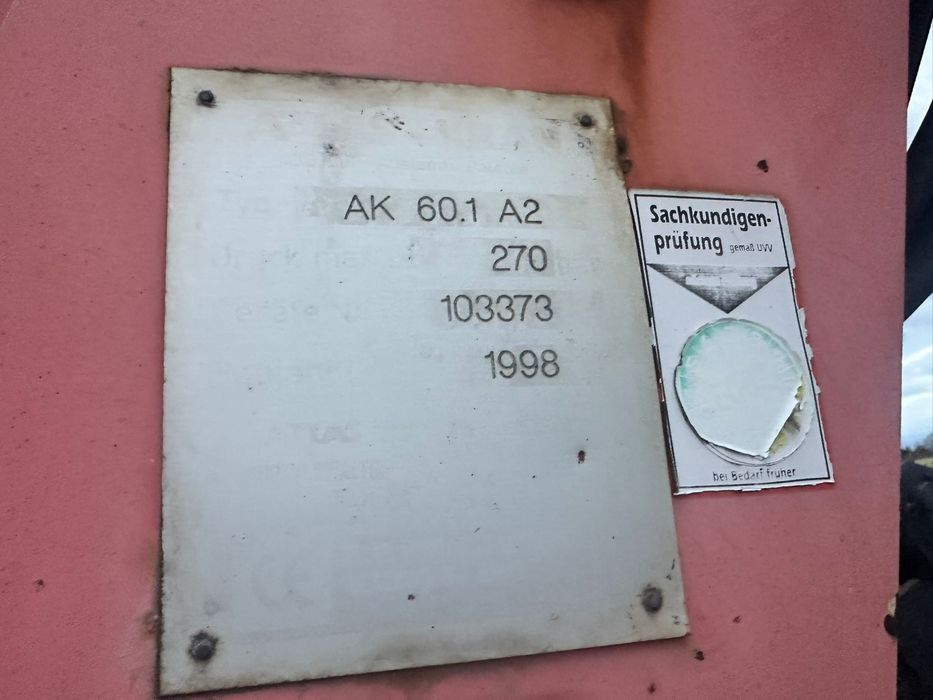 AK 60.1 A2
270
103373
1998
Sachkundigen-
prüfung gemäß UVV
bei Bedarf früher